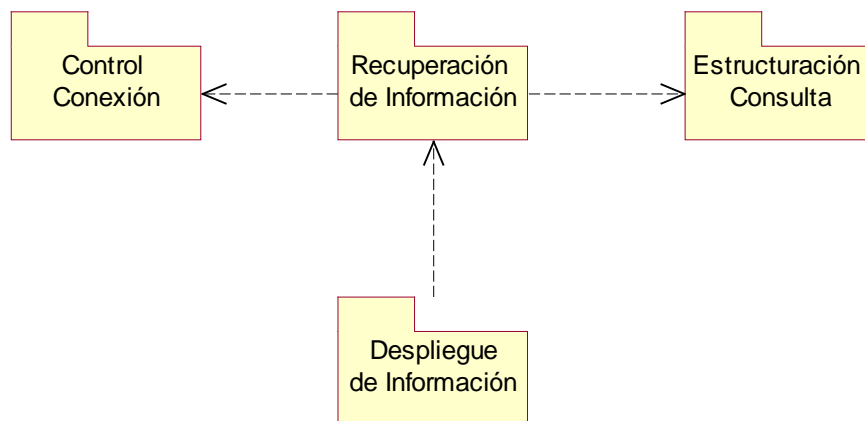 Control
Conexión
Recuperación
de Información
Estructuración
Consulta
Despliegue
de Información